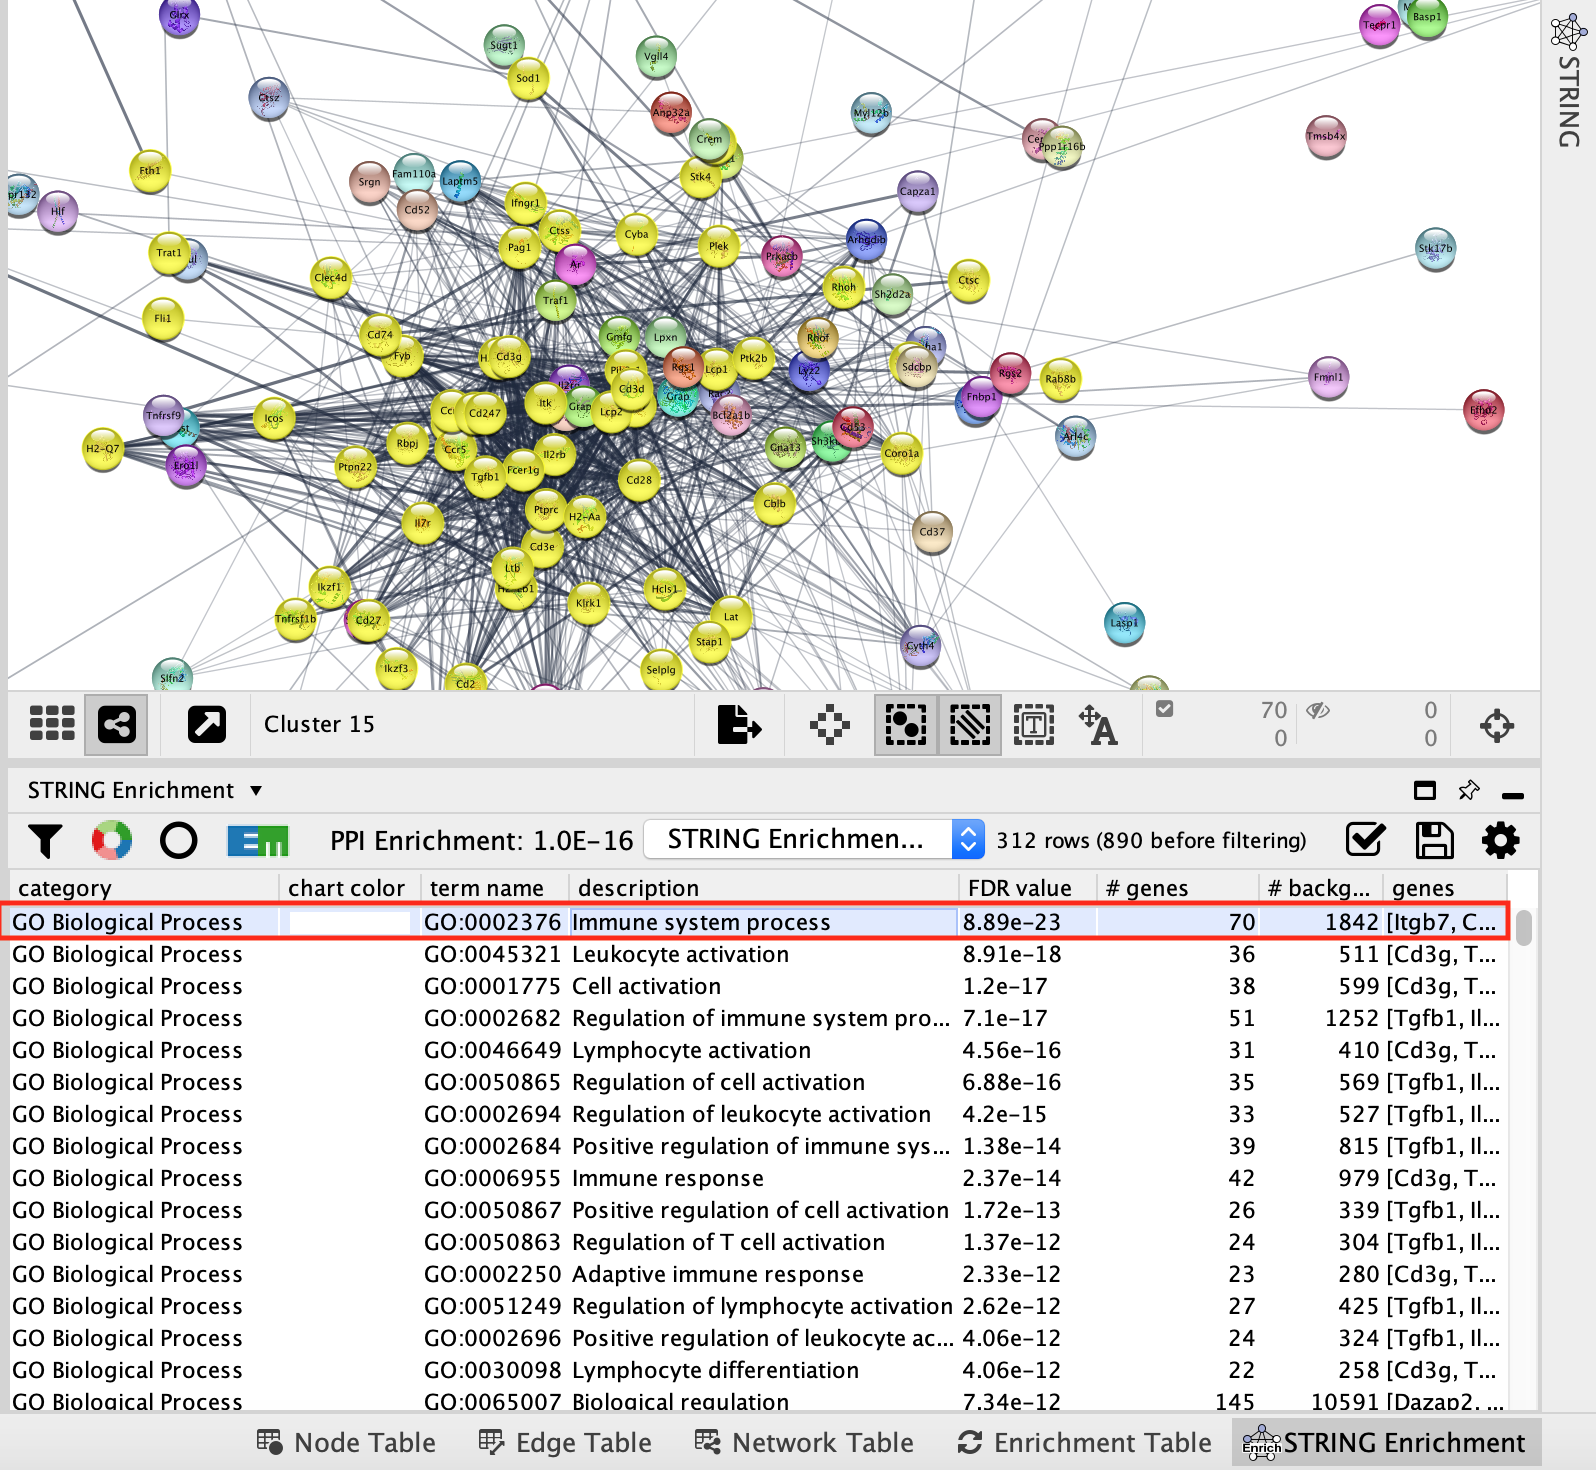 Clrx
Sugt1
Vgll4
Tecpr1
Basp1
STRING
Sod1
Ctsz
Anp32a
Myl12b
Crem
Ppp1r16b
Tmsb4x
Fth1
Srgn
Fam110a
Laptm5
Stk4
pr132
Hlf
Cd52
Ifngr1
Capza1
Ctss
Cyba
Plek
Pag1
Arhgdib
Stk17b
Trat1
Ar
Prkacb
Clec4d
Rhoh
Sh2d2a
Ctsc
Traf1
Fli1
Cd74
Gmfg
Lpxn
Rhof
Fyb
Cd3g
Rgs1
Lcp1
Ptk2b
Lyz2
Sdcbp
Rgs2
Rab8b
Fmnl1
Cd3d
Itk
Grap
Grap
Fnbp1
Efhd2
Tnfrsf9
Icos
Cd247
Lcp2
Bcl2a1b
Cd53
Arl4c
H2-Q7
Rbpj
Ccr5
Il2rb
Gna13
Coro1a
Ero1l
Ptpn22
Tgfb1
Fcer1g
Cd28
Cblb
Il7r
Ptprc
H2-Aa
Cd37
Cd3e
Ltb
Ikzf1
Hcls1
Klrk1
Tnfrsf1b
Cd27
Lat
Lasp1
Stap1
Cyth4
Slfn2
Ikzf3
Cd2
Selplg
Cluster 15
T
A
70
0
0
0
STRING Enrichment
PPI Enrichment: 1.0E-16
STRING Enrichmen...
312 rows (890 before filtering)
category chart color term name description FDR value # genes # backg... genes
GO Biological Process GO:0002376 Immune system process 8.89e-23 70 1842 [Itgb7, C...
GO Biological Process GO:0045321 Leukocyte activation 8.91e-18 36 511 [Cd3g, T...
GO Biological Process GO:0001775 Cell activation 1.2e-17 38 599 [Cd3g, T...
GO Biological Process GO:0002682 Regulation of immune system pro... 7.1e-17 51 1252 [Tgfb1, Il...
GO Biological Process GO:0046649 Lymphocyte activation 4.56e-16 31 410 [Cd3g, T...
GO Biological Process GO:0050865 Regulation of cell activation 6.88e-16 35 569 [Tgfb1, Il...
GO Biological Process GO:0002694 Regulation of leukocyte activation 4.2e-15 33 527 [Tgfb1, Il...
GO Biological Process GO:0002684 Positive regulation of immune sys... 1.38e-14 39 815 [Tgfb1, Il...
GO Biological Process GO:0006955 Immune response 2.37e-14 42 979 [Cd3g, T...
GO Biological Process GO:0050867 Positive regulation of cell activation 1.72e-13 26 339 [Tgfb1, Il...
GO Biological Process GO:0050863 Regulation of T cell activation 1.37e-12 24 304 [Tgfb1, Il...
GO Biological Process GO:0002250 Adaptive immune response 2.33e-12 23 280 [Cd3g, T...
GO Biological Process GO:0051249 Regulation of lymphocyte activation 2.62e-12 27 425 [Tgfb1, Il...
GO Biological Process GO:0002696 Positive regulation of leukocyte ac... 4.06e-12 24 324 [Tgfb1, Il...
GO Biological Process GO:0030098 Lymphocyte differentiation 4.06e-12 22 258 [Cd3g, T...
GO Biological Process GO:0065007 Biological regulation 7.34e-12 145 10591 [Dazap2, ...
Node Table
Edge Table
Network Table
Enrichment Table
Enrich
STRING Enrichment